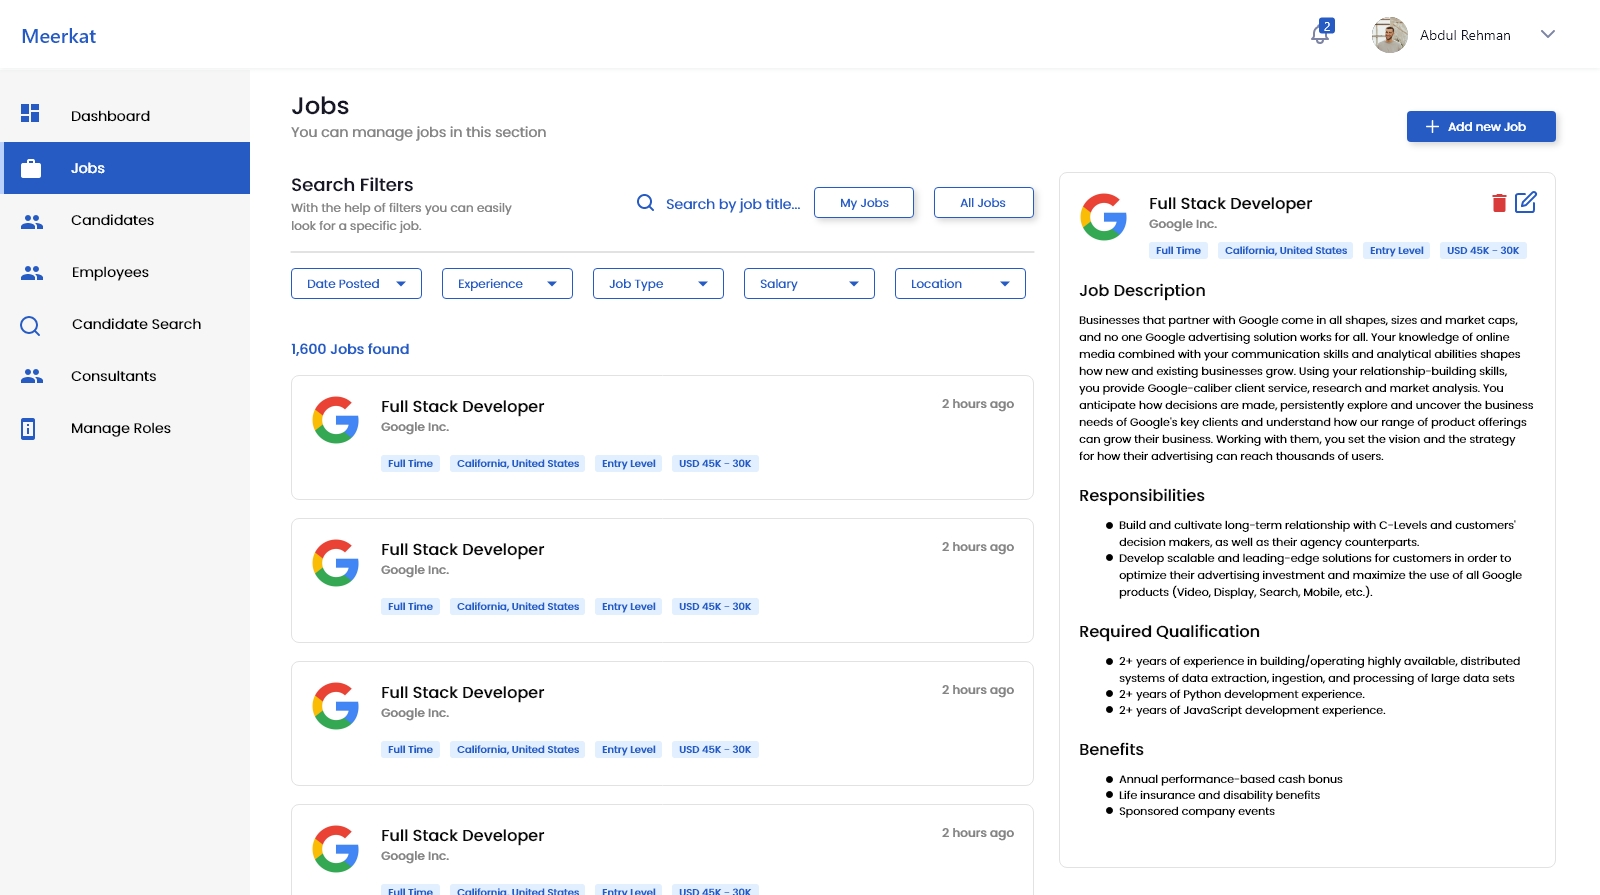 Meerkat
2
Abdul Rehman
Dashboard
Jobs
Candidates
Employees
Candidate Search
Consultants
Manage Roles
Jobs
You can manage jobs in this section
Add new Job
Search Filters
With the help of filters you can easily
look for a specific job.
Search by job title...
My Jobs
All Jobs
Date Posted
Experience
Job Type
Salary
Location
1,600 Jobs found
Full Stack Developer
2 hours ago
Google Inc.
Full Time California, United States Entry Level USD 45K - 30K
Full Stack Developer
2 hours ago
Google Inc.
Full Time California, United States Entry Level USD 45K - 30K
Full Stack Developer
2 hours ago
Google Inc.
Full Time California, United States Entry Level USD 45K - 30K
Full Stack Developer
2 hours ago
Google Inc.
Full Time California, United States Entry Level USD 45K - 30K
Full Stack Developer
Google Inc.
Full Time California, United States Entry Level USD 45K - 30K
Job Description
Businesses that partner with Google come in all shapes, sizes and market caps,
and no one Google advertising solution works for all. Your knowledge of online
media combined with your communication skills and analytical abilities shapes
how new and existing businesses grow. Using your relationship-building skills,
you provide Google-caliber client service, research and market analysis. You
anticipate how decisions are made, persistently explore and uncover the business
needs of Google's key clients and understand how our range of product offerings
can grow their business. Working with them, you set the vision and the strategy
for how their advertising can reach thousands of users.
Responsibilities
● Build and cultivate long-term relationship with C-Levels and customers'
decision makers, as well as their agency counterparts.
● Develop scalable and leading-edge solutions for customers in order to
optimize their advertising investment and maximize the use of all Google
products (Video, Display, Search, Mobile, etc.).
Required Qualification
● 2+ years of experience in building/operating highly available, distributed
systems of data extraction, ingestion, and processing of large data sets
● 2+ years of Python development experience.
● 2+ years of JavaScript development experience.
Benefits
● Annual performance-based cash bonus
● Life insurance and disability benefits
● Sponsored company events